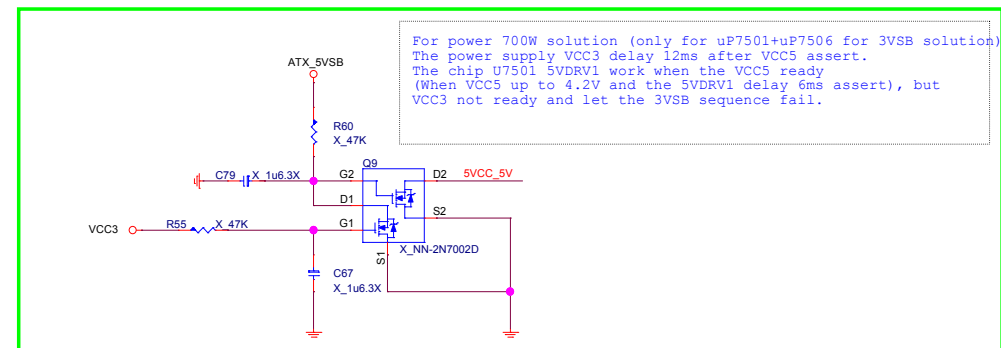 For power 700W solution (only for uP7501+uP7506 for 3VSB solution)
The power supply VCC3 delay 12ms after VCC5 assert.
The chip U7501 5VDRV1 work when the VCC5 ready
(When VCC5 up to 4.2V and the 5VDRV1 delay 6ms assert), but
VCC3 not ready and let the 3VSB sequence fail.
ATX_5VSB
R60
X_47K
Q9
C79
X_1u6.3X
G2
D2
5VCC_5V
D1
S2
VCC3
R55
X_47K
G1
X_NN-2N7002D
S1
C67
X_1u6.3X